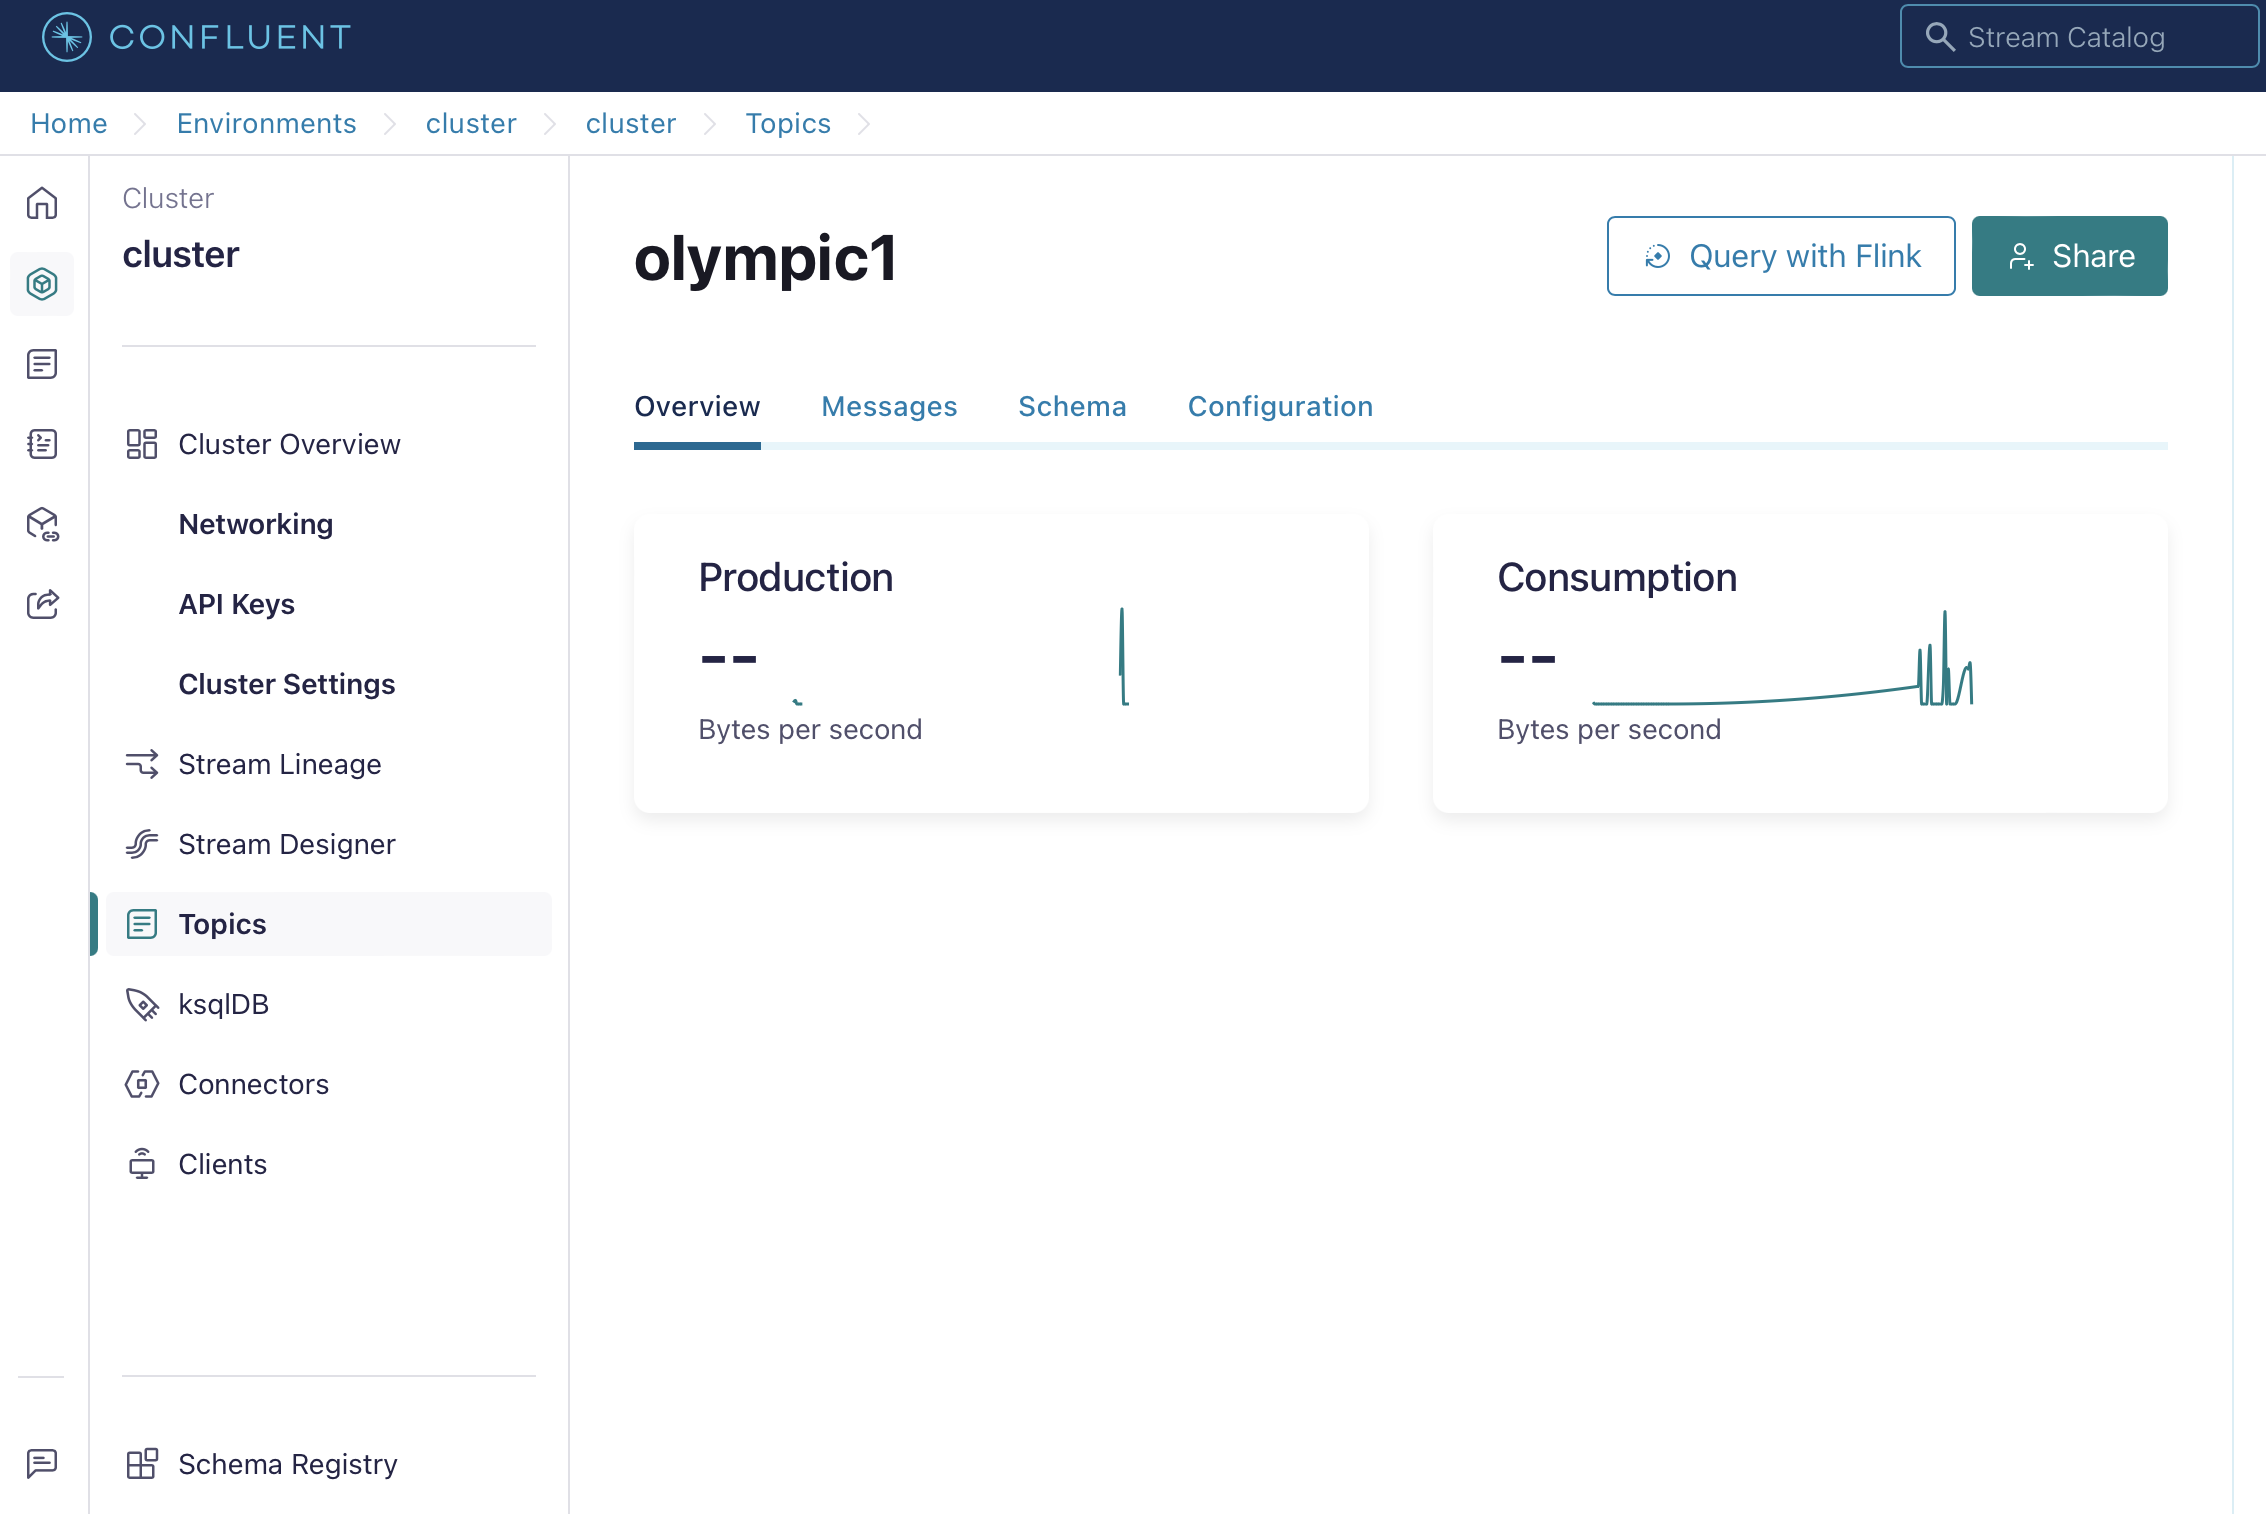 CONFLUENT
Stream Catalog
Home Environments cluster cluster Topics
Cluster
cluster
Cluster Overview
Networking
API Keys
Cluster Settings
Stream Lineage
Stream Designer
Topics
ksqlDB
Connectors
Clients
Schema Registry
olympic1
Query with Flink
Share
Overview Messages Schema Configuration
Production
--
Bytes per second
Consumption
--
Bytes per second